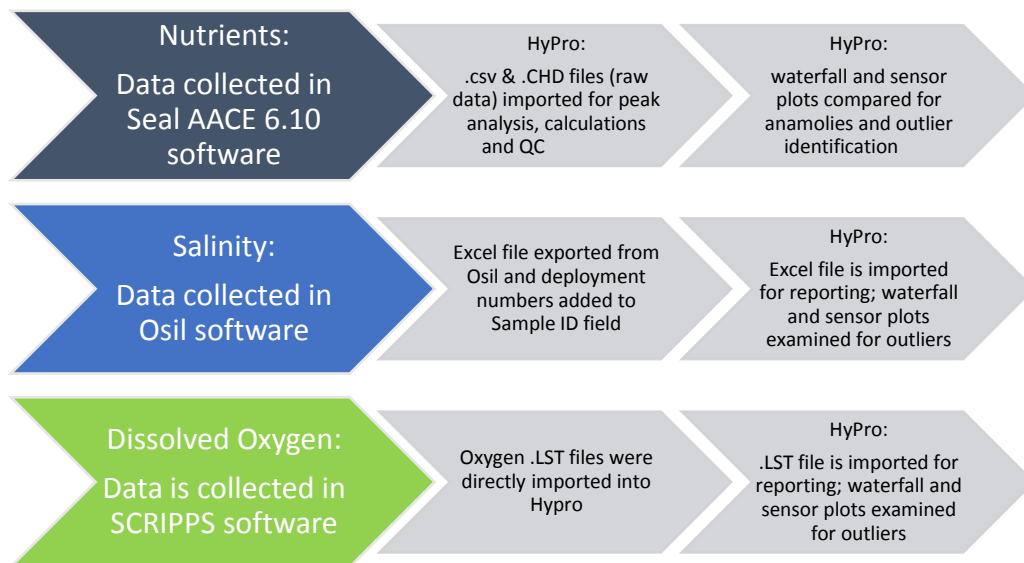 Nutrients:
Data collected in
Seal AACE 6.10
software
HyPro:
.csv & .CHD files (raw
data) imported for peak
analysis, calculations
and QC
HyPro:
waterfall and sensor
plots compared for
anamolies and outlier
identification
Salinity:
Data collected in
Osil software
Excel file exported from
Osil and deployment
numbers added to
Sample ID field
HyPro:
Excel file is imported
for reporting; waterfall
and sensor plots
examined for outliers
Dissolved Oxygen:
Data is collected in
SCRIPPS software
Oxygen .LST files were
directly imported into
Hypro
HyPro:
.LST file is imported for
reporting; waterfall and
sensor plots examined
for outliers